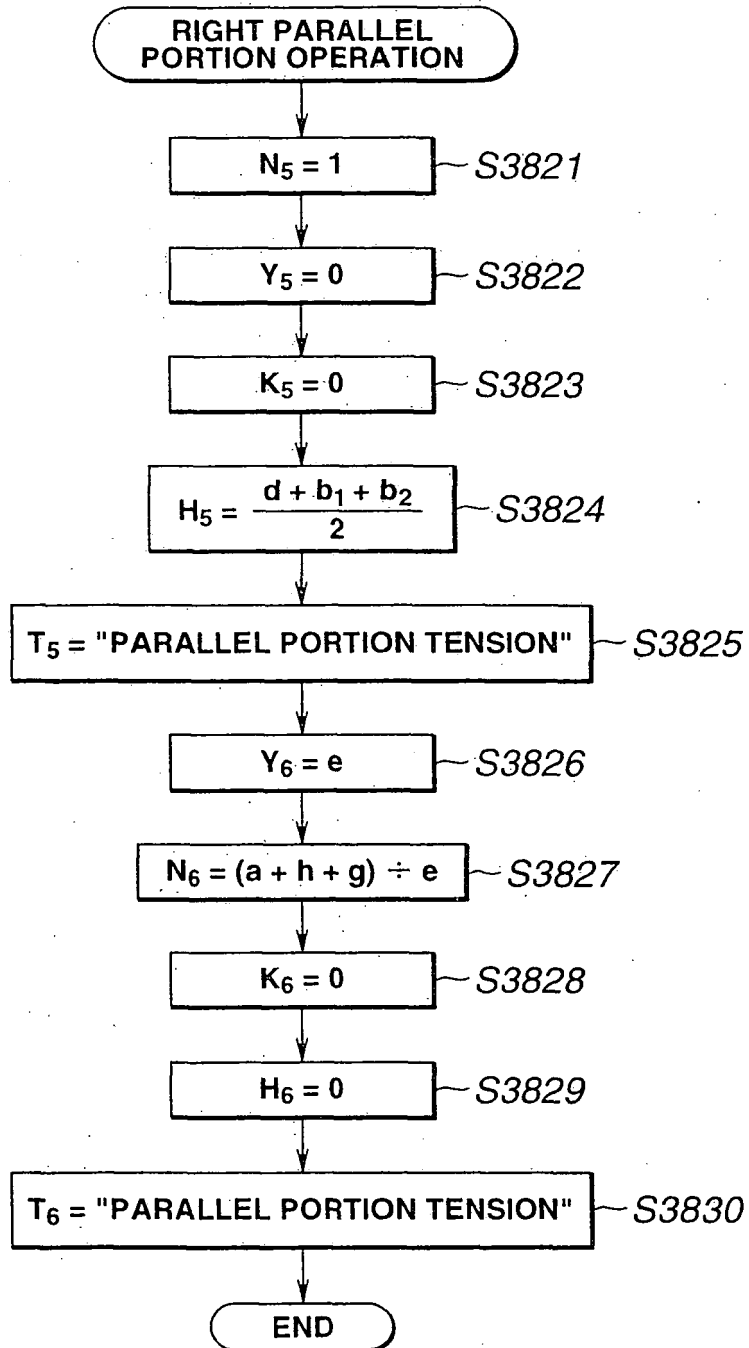 RIGHT PARALLEL
PORTION OPERATION
N5 = 1
S3821
Y5 = 0
S3822
K5 = 0
S3823
H5 = (d + b1 + b2) / 2
S3824
T5 = "PARALLEL PORTION TENSION"
S3825
Y6 = e
S3826
N6 = (a + h + g) ÷ e
S3827
K6 = 0
S3828
H6 = 0
S3829
T6 = "PARALLEL PORTION TENSION"
S3830
END